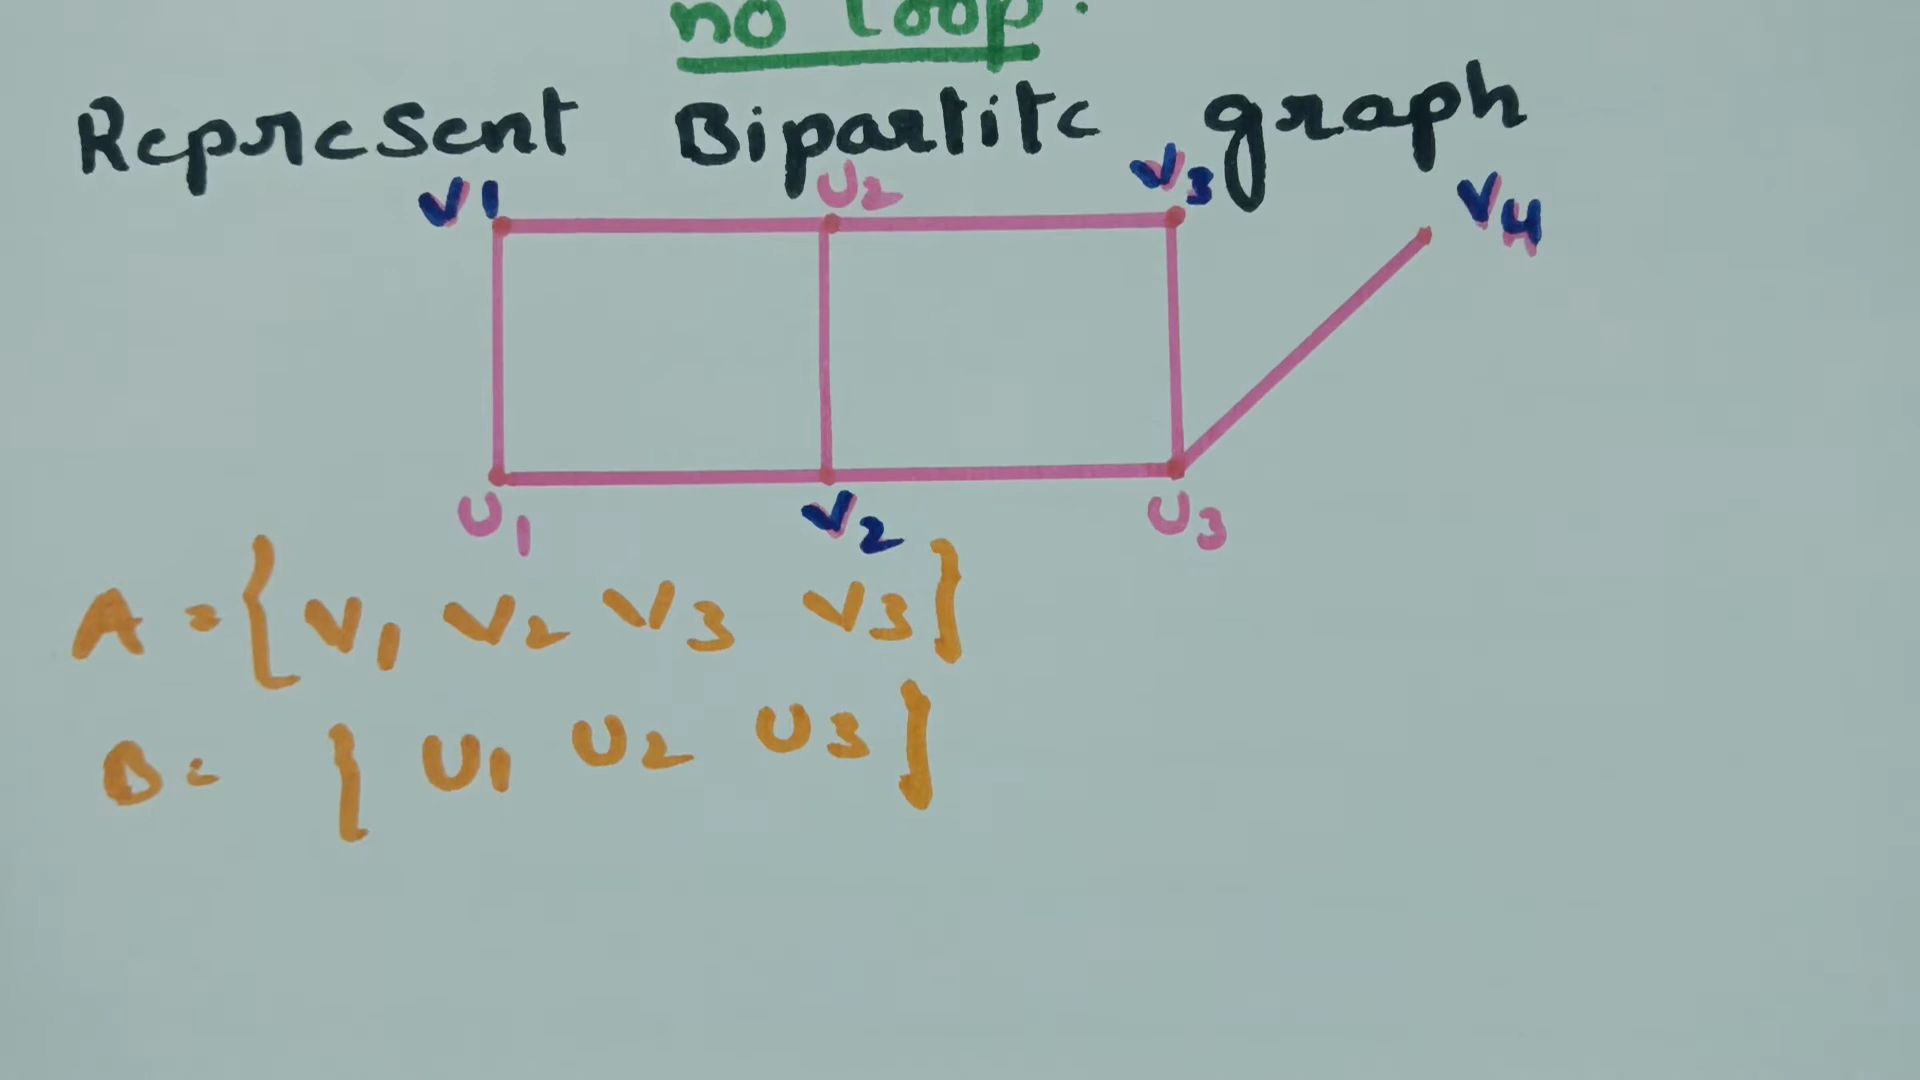 no loop.
Represent Bipartite graph
V1 U2 V3 V4
U1 V2 U3
A = {V1 V2 V3 V3}
B = {U1 U2 U3}